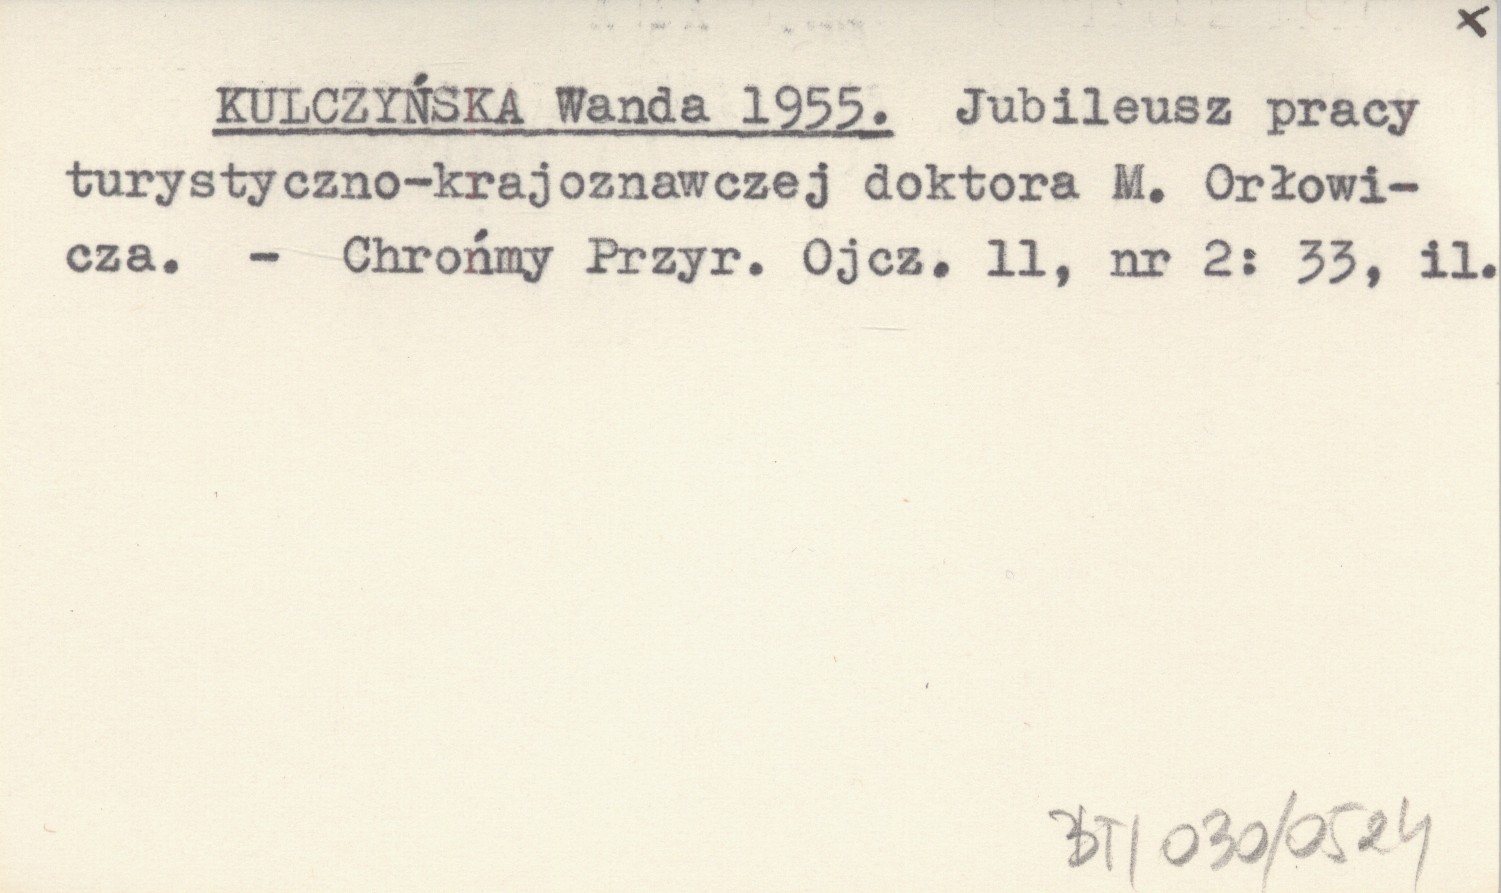 x
KULCZYŃSKA Wanda 1955. Jubileusz pracy
turystyczno-krajoznawczej doktora M. Orłowi-
cza. - Chrońmy Przyr. Ojcz. 11, nr 2: 33, il.
030/0524